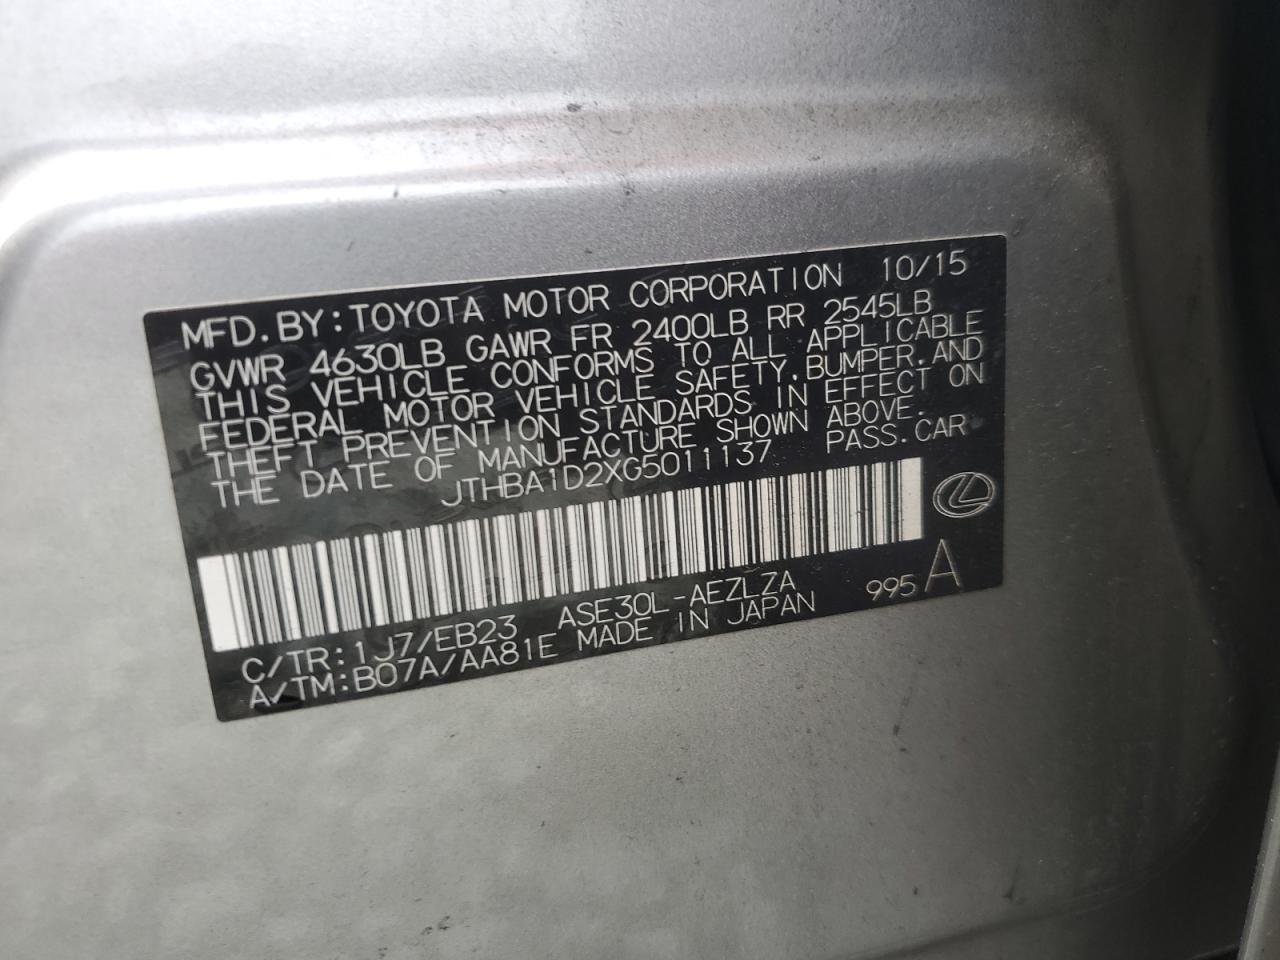 MFD.BY:TOYOTA MOTOR CORPORATION 10/15
GVWR 4630LB GAWR FR 2400LB RR 2545LB
THIS VEHICLE CONFORMS TO ALL APPLICABLE
FEDERAL MOTOR VEHICLE SAFETY,BUMPER,AND
THEFT PREVENTION STANDARDS IN EFFECT ON
THE DATE OF MANUFACTURE SHOWN ABOVE.
JTHBA1D2XG5011137 PASS.CAR
C/TR:1J7/EB23 ASE30L-AEZLZA 995 A
A/TM:B07A/AA81E MADE IN JAPAN